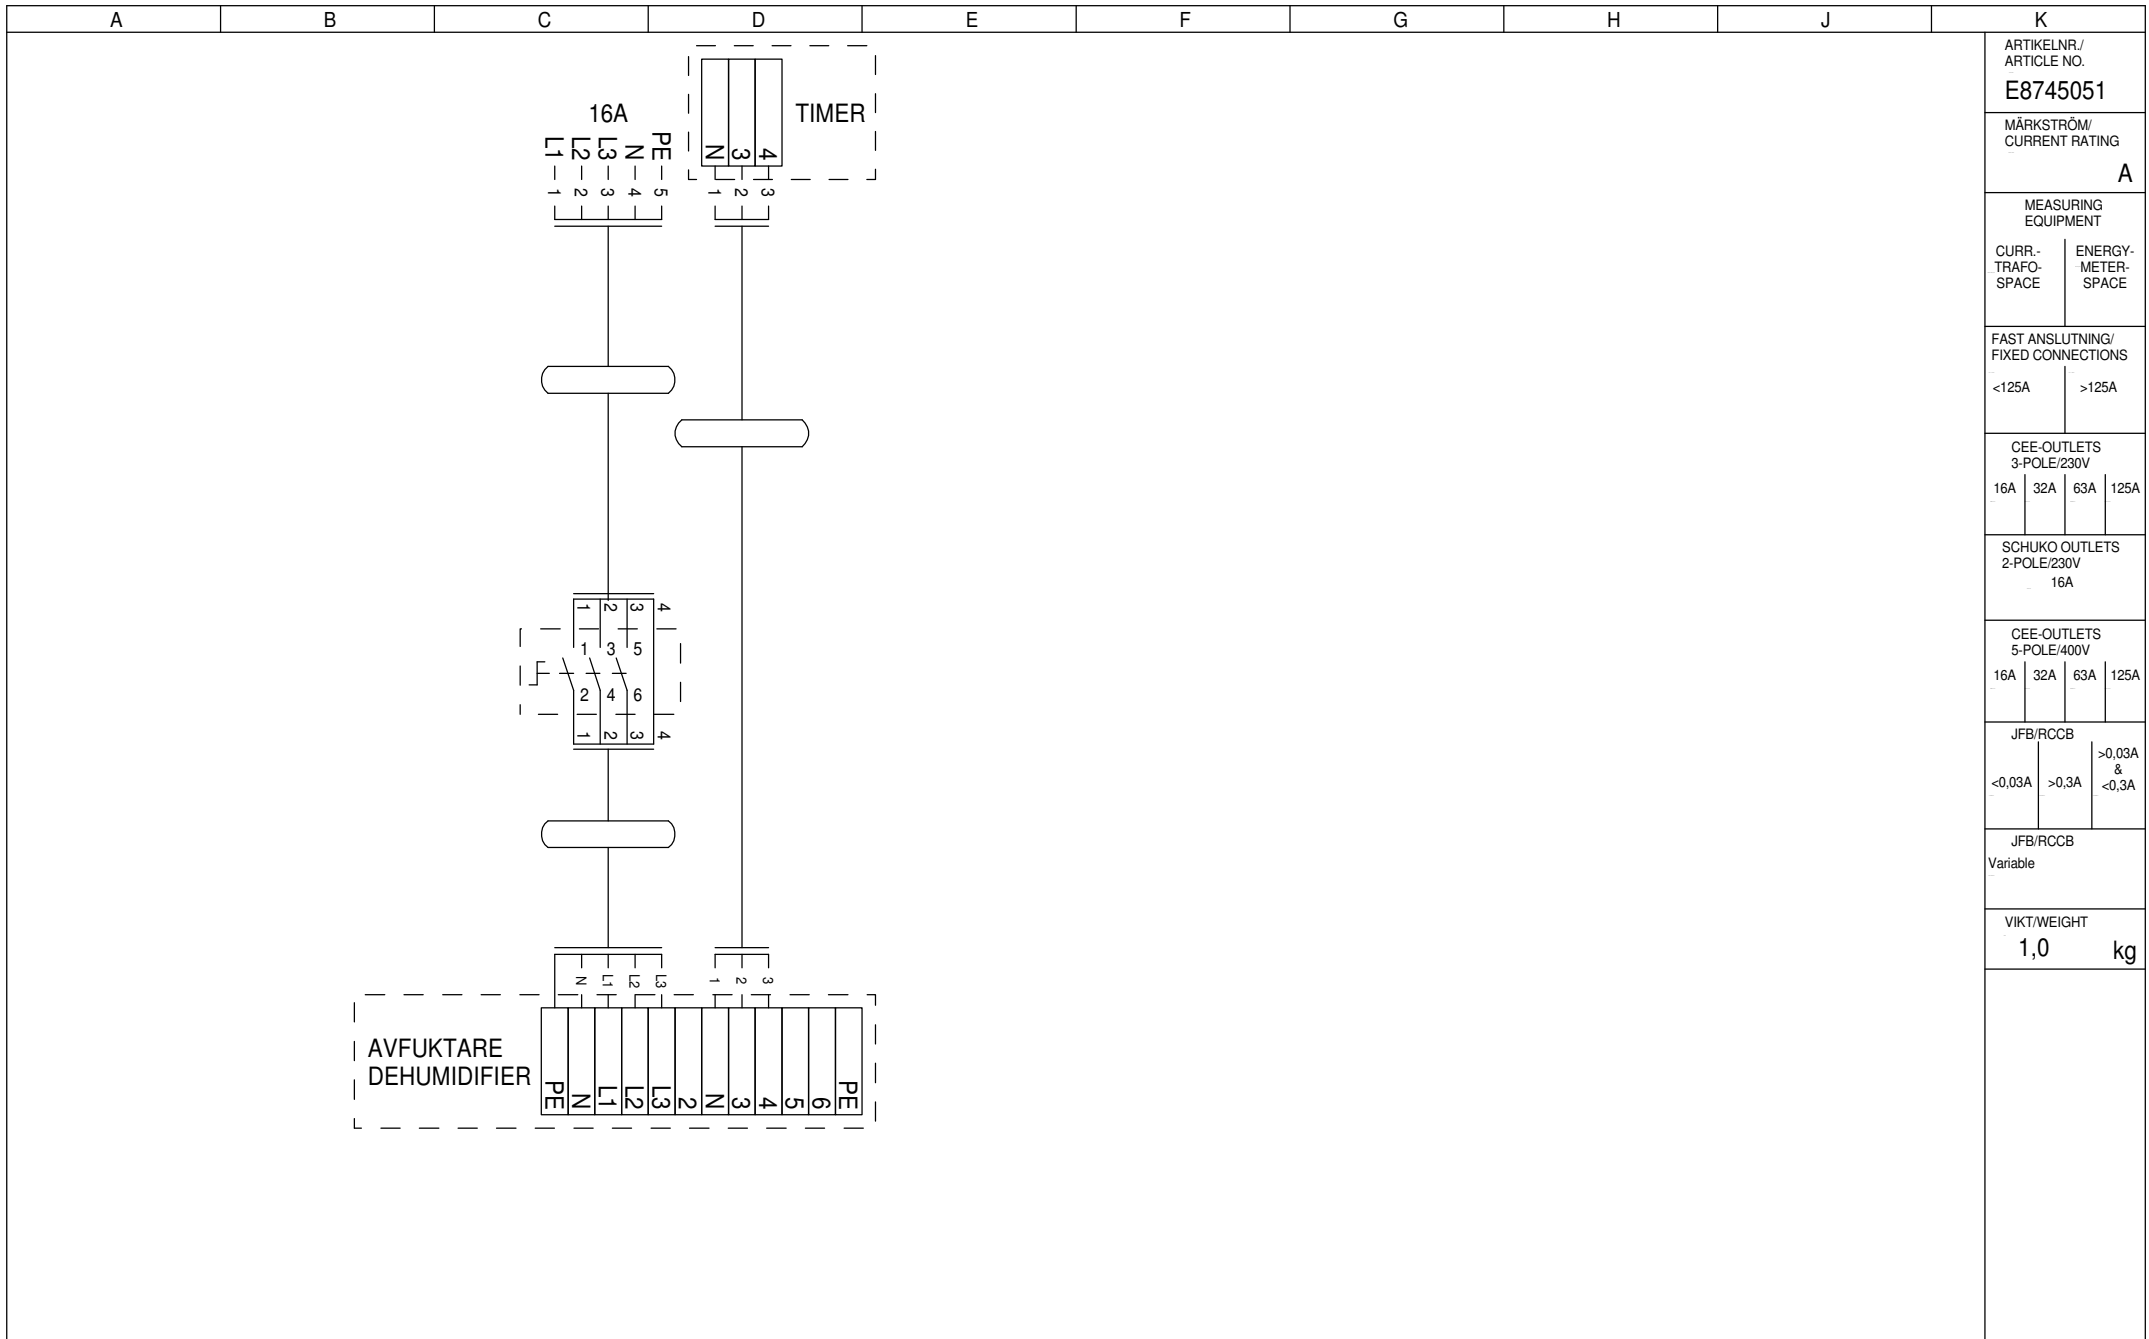 A B C D E F G H J K
16A
L1 L2 L3 N PE
1 2 3 4 5
N 3 4
TIMER
1 2 3
1 2 3 4
1 3 5
2 4 6
1 2 3 4
N L1 L2 L3
1 2 3
AVFUKTARE
DEHUMIDIFIER
PE N L1 L2 L3 2 N 3 4 5 6 PE
ARTIKELNR./
ARTICLE NO.
E8745051
MÄRKSTRÖM/
CURRENT RATING
A
MEASURING
EQUIPMENT
CURR.-
TRAFO-
SPACE
ENERGY-
METER-
SPACE
FAST ANSLUTNING/
FIXED CONNECTIONS
<125A >125A
CEE-OUTLETS
3-POLE/230V
16A 32A 63A 125A
SCHUKO OUTLETS
2-POLE/230V
16A
CEE-OUTLETS
5-POLE/400V
16A 32A 63A 125A
JFB/RCCB
<0,03A >0,3A
>0,03A
&
<0,3A
JFB/RCCB
Variable
VIKT/WEIGHT
1,0 kg